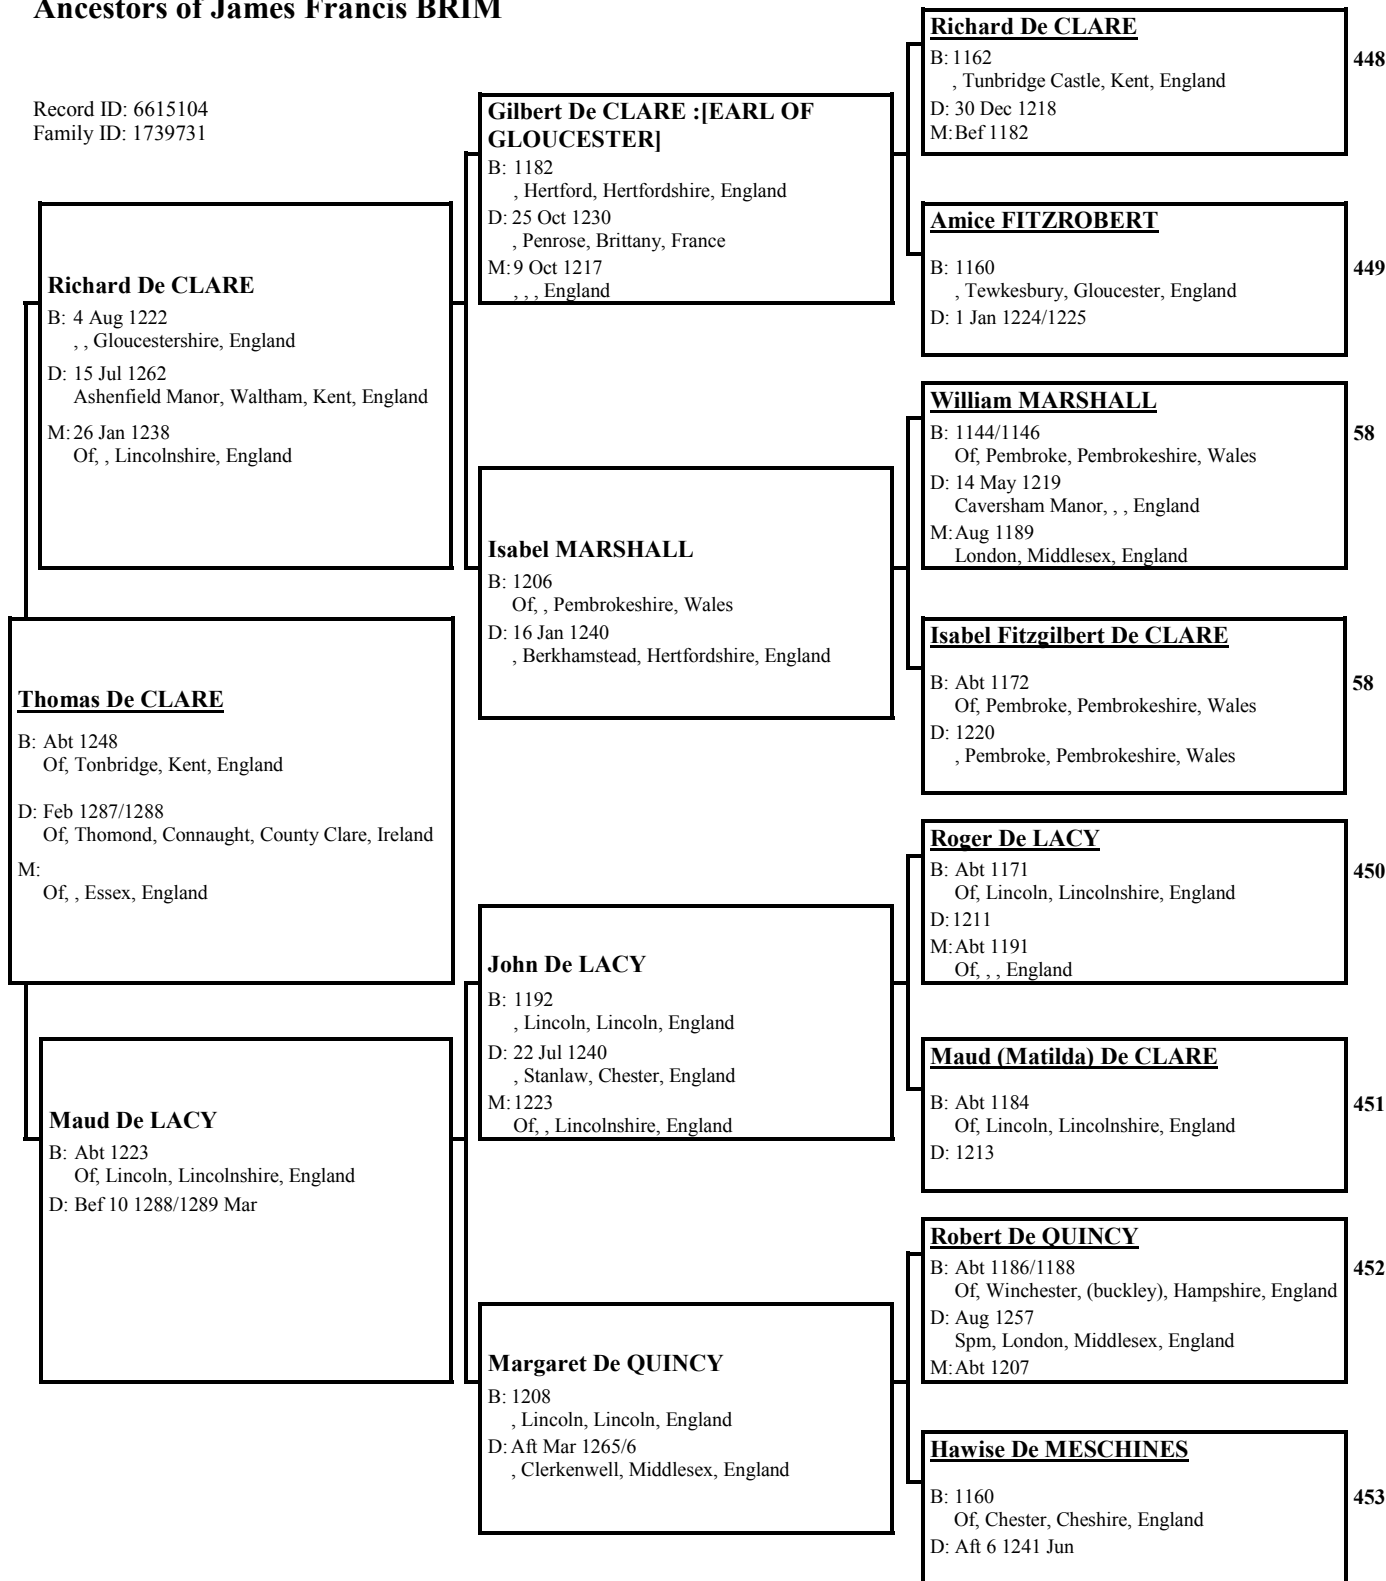 Ancestors of James Francis BRIM
Record ID: 6615104
Family ID: 1739731
Richard De CLARE
B: 4 Aug 1222
, , Gloucestershire, England
D: 15 Jul 1262
Ashenfield Manor, Waltham, Kent, England
M: 26 Jan 1238
Of, , Lincolnshire, England
Thomas De CLARE
B: Abt 1248
Of, Tonbridge, Kent, England
D: Feb 1287/1288
Of, Thomond, Connaught, County Clare, Ireland
M:
Of, , Essex, England
Maud De LACY
B: Abt 1223
Of, Lincoln, Lincolnshire, England
D: Bef 10 1288/1289 Mar
Gilbert De CLARE :[EARL OF
GLOUCESTER]
B: 1182
, Hertford, Hertfordshire, England
D: 25 Oct 1230
, Penrose, Brittany, France
M: 9 Oct 1217
, , , England
Isabel MARSHALL
B: 1206
Of, , Pembrokeshire, Wales
D: 16 Jan 1240
, Berkhamstead, Hertfordshire, England
John De LACY
B: 1192
, Lincoln, Lincoln, England
D: 22 Jul 1240
, Stanlaw, Chester, England
M: 1223
Of, , Lincolnshire, England
Margaret De QUINCY
B: 1208
, Lincoln, Lincoln, England
D: Aft Mar 1265/6
, Clerkenwell, Middlesex, England
Richard De CLARE
B: 1162
, Tunbridge Castle, Kent, England
D: 30 Dec 1218
M: Bef 1182
448
Amice FITZROBERT
B: 1160
, Tewkesbury, Gloucester, England
D: 1 Jan 1224/1225
449
William MARSHALL
B: 1144/1146
Of, Pembroke, Pembrokeshire, Wales
D: 14 May 1219
Caversham Manor, , , England
M: Aug 1189
London, Middlesex, England
58
Isabel Fitzgilbert De CLARE
B: Abt 1172
Of, Pembroke, Pembrokeshire, Wales
D: 1220
, Pembroke, Pembrokeshire, Wales
58
Roger De LACY
B: Abt 1171
Of, Lincoln, Lincolnshire, England
D: 1211
M: Abt 1191
Of, , , England
450
Maud (Matilda) De CLARE
B: Abt 1184
Of, Lincoln, Lincolnshire, England
D: 1213
451
Robert De QUINCY
B: Abt 1186/1188
Of, Winchester, (buckley), Hampshire, England
D: Aug 1257
Spm, London, Middlesex, England
M: Abt 1207
452
Hawise De MESCHINES
B: 1160
Of, Chester, Cheshire, England
D: Aft 6 1241 Jun
453